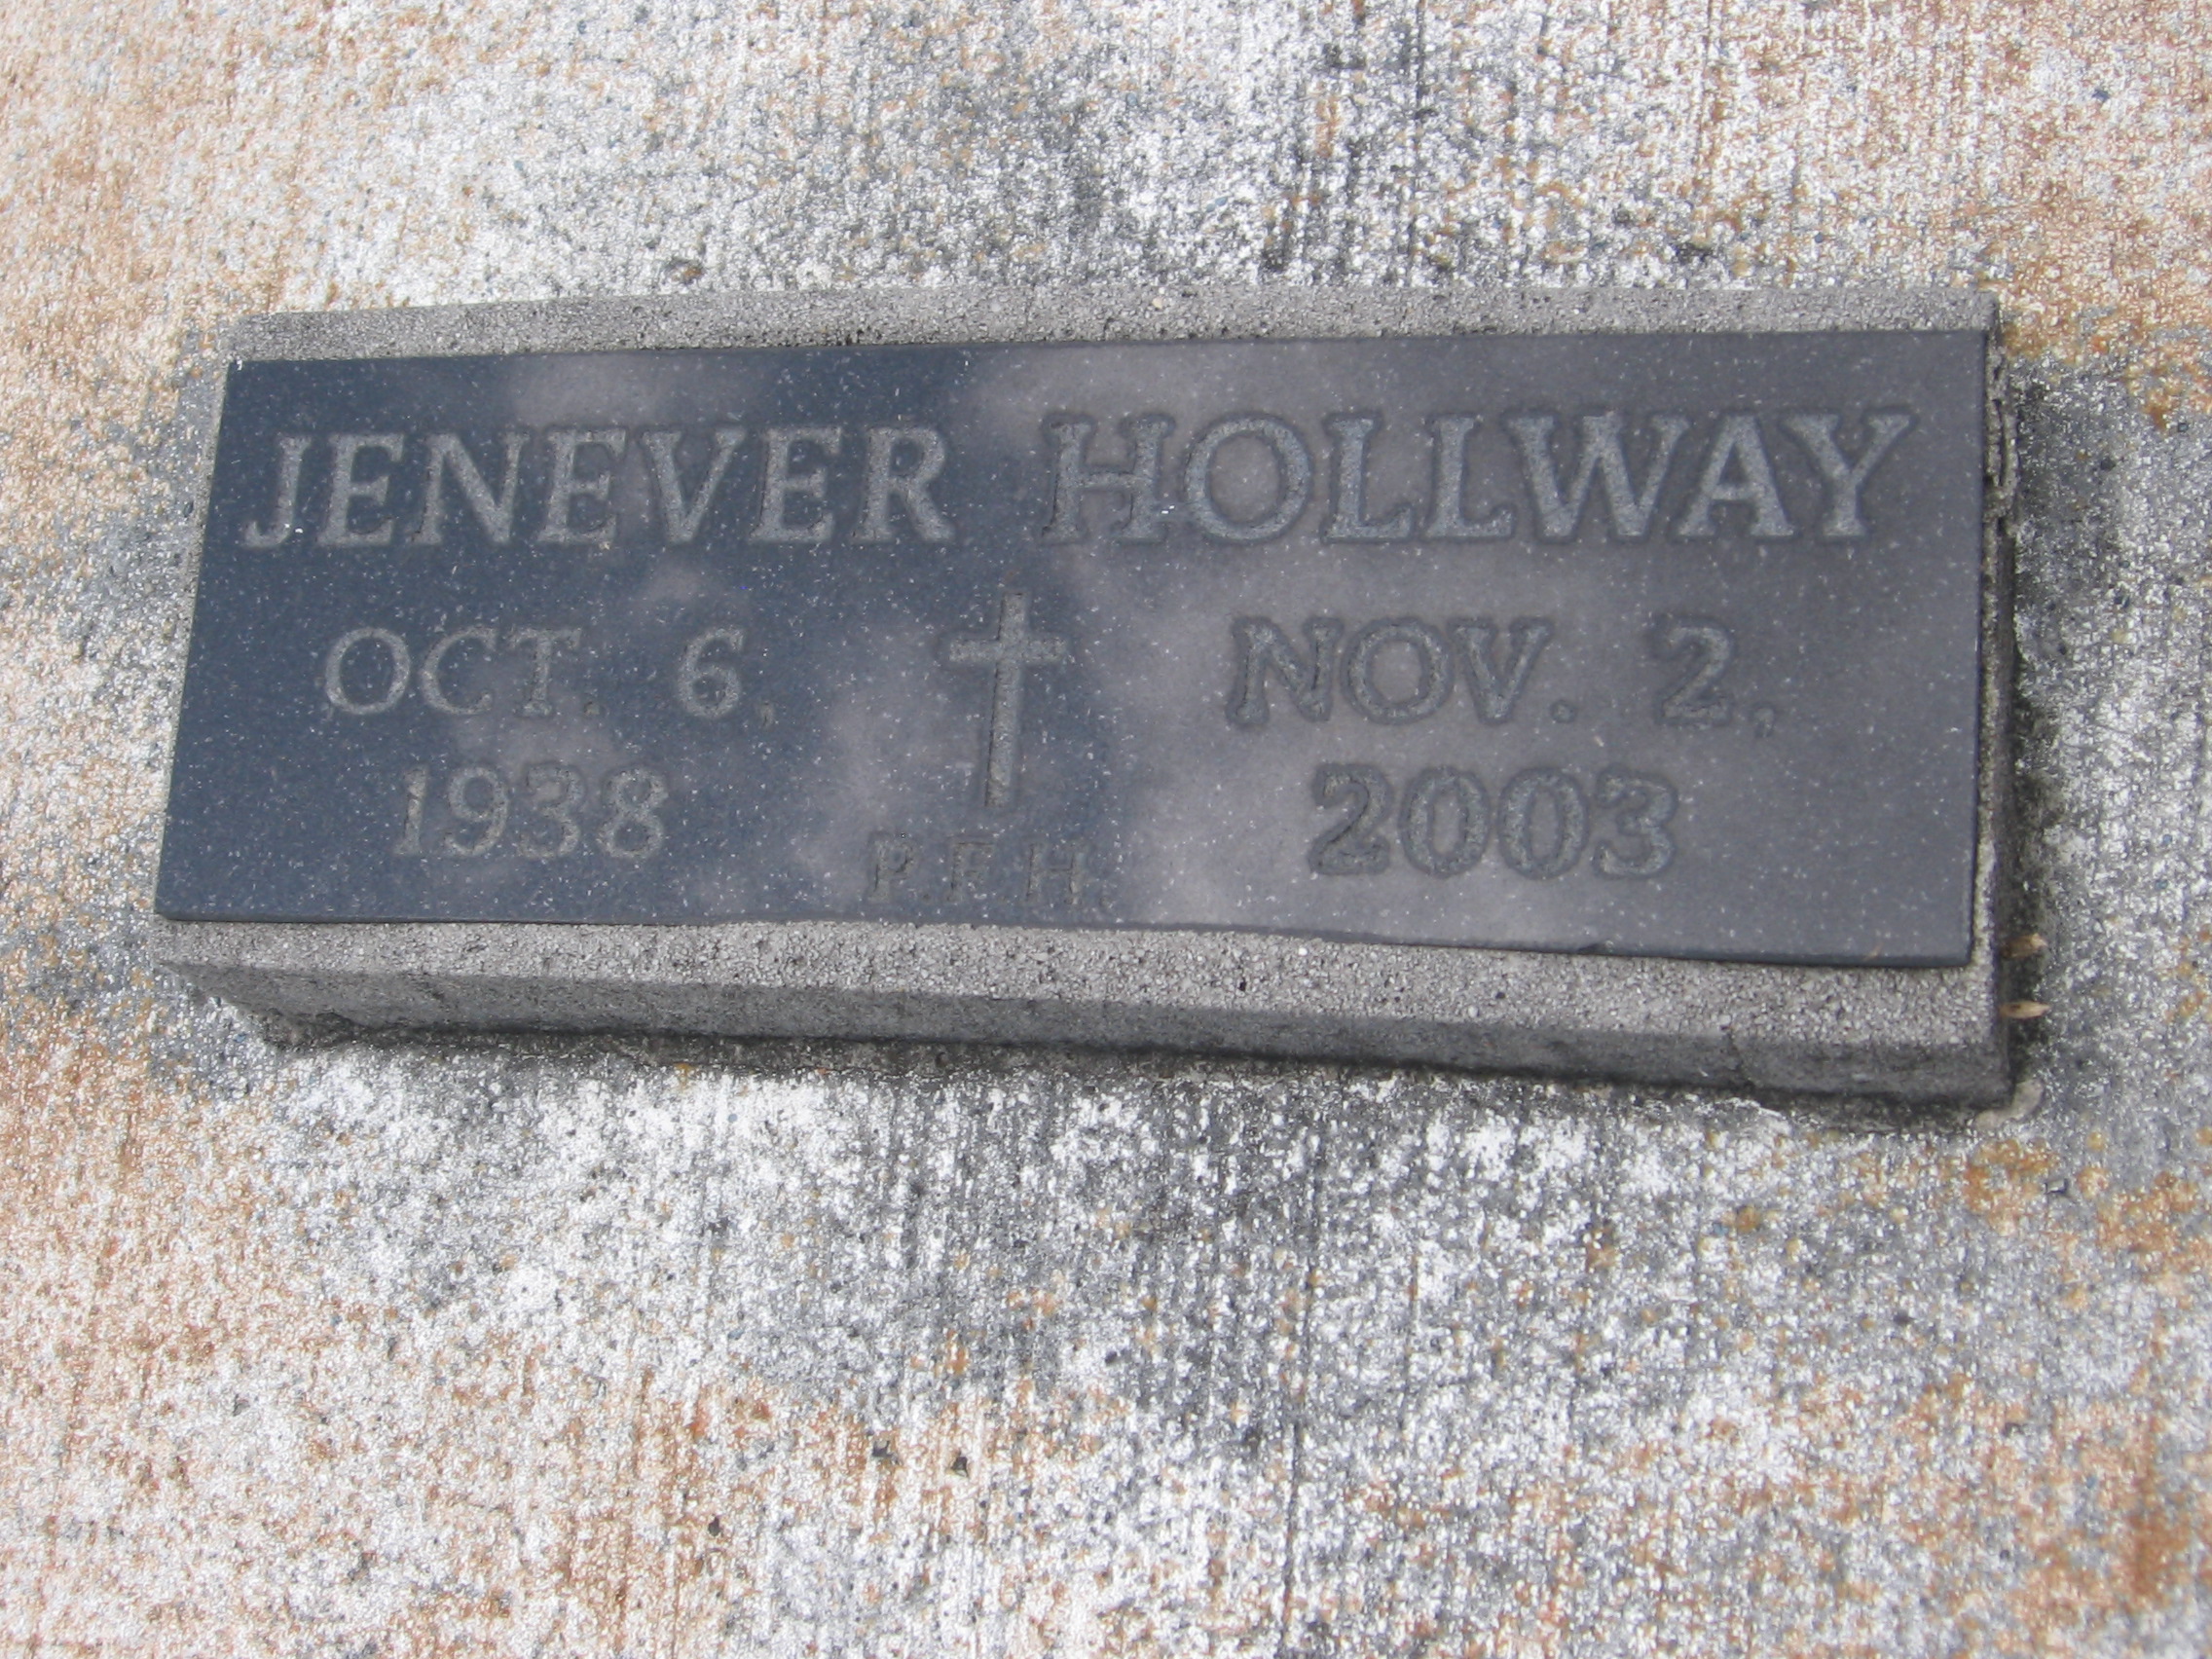 JENEVER HOLLWAY
OCT. 6, NOV. 2,
1938 2003
P.F.H.